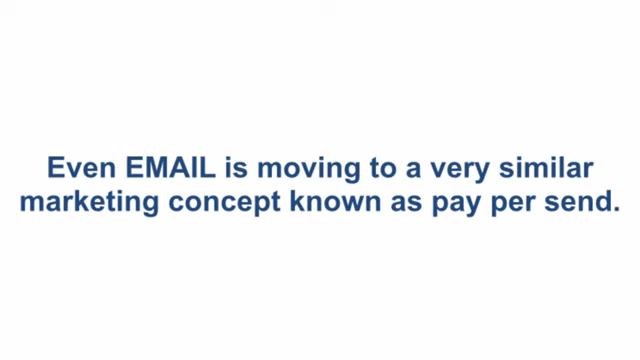 Even EMAIL is moving to a very similar
marketing concept known as pay per send.